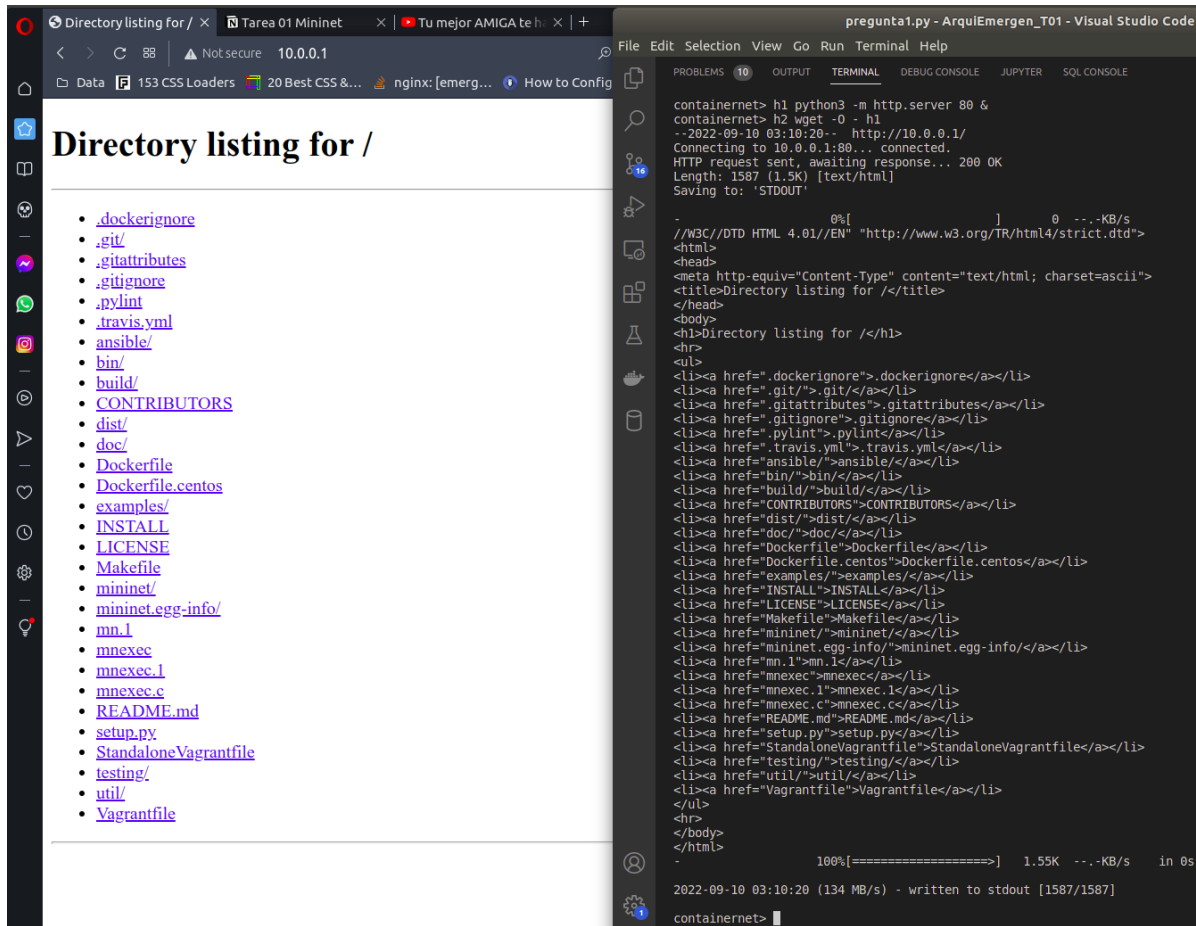 Directory listing for /
Tarea 01 Mininet
Tu mejor AMIGA te h
Not secure 10.0.0.1
Data
153 CSS Loaders
20 Best CSS &...
nginx: [emerg...
How to Config
Directory listing for /
.dockerignore
.git/
.gitattributes
.gitignore
.pylint
.travis.yml
ansible/
bin/
build/
CONTRIBUTORS
dist/
doc/
Dockerfile
Dockerfile.centos
examples/
INSTALL
LICENSE
Makefile
mininet/
mininet.egg-info/
mn.1
mnexec
mnexec.1
mnexec.c
README.md
setup.py
StandaloneVagrantfile
testing/
util/
Vagrantfile
pregunta1.py - ArquiEmergen_T01 - Visual Studio Code
File Edit Selection View Go Run Terminal Help
PROBLEMS 10 OUTPUT TERMINAL DEBUG CONSOLE JUPYTER SQL CONSOLE
16
1
containernet> h1 python3 -m http.server 80 &
containernet> h2 wget -O - h1
--2022-09-10 03:10:20-- http://10.0.0.1/
Connecting to 10.0.0.1:80... connected.
HTTP request sent, awaiting response... 200 OK
Length: 1587 (1.5K) [text/html]
Saving to: 'STDOUT'
- 0%[ ] 0 --.-KB/s
//W3C//DTD HTML 4.01//EN" "http://www.w3.org/TR/html4/strict.dtd">
<html>
<head>
<meta http-equiv="Content-Type" content="text/html; charset=ascii">
<title>Directory listing for /</title>
</head>
<body>
<h1>Directory listing for /</h1>
<hr>
<ul>
<li><a href=".dockerignore">.dockerignore</a></li>
<li><a href=".git/">.git/</a></li>
<li><a href=".gitattributes">.gitattributes</a></li>
<li><a href=".gitignore">.gitignore</a></li>
<li><a href=".pylint">.pylint</a></li>
<li><a href=".travis.yml">.travis.yml</a></li>
<li><a href="ansible/">ansible/</a></li>
<li><a href="bin/">bin/</a></li>
<li><a href="build/">build/</a></li>
<li><a href="CONTRIBUTORS">CONTRIBUTORS</a></li>
<li><a href="dist/">dist/</a></li>
<li><a href="doc/">doc/</a></li>
<li><a href="Dockerfile">Dockerfile</a></li>
<li><a href="Dockerfile.centos">Dockerfile.centos</a></li>
<li><a href="examples/">examples/</a></li>
<li><a href="INSTALL">INSTALL</a></li>
<li><a href="LICENSE">LICENSE</a></li>
<li><a href="Makefile">Makefile</a></li>
<li><a href="mininet/">mininet/</a></li>
<li><a href="mininet.egg-info/">mininet.egg-info/</a></li>
<li><a href="mn.1">mn.1</a></li>
<li><a href="mnexec">mnexec</a></li>
<li><a href="mnexec.1">mnexec.1</a></li>
<li><a href="mnexec.c">mnexec.c</a></li>
<li><a href="README.md">README.md</a></li>
<li><a href="setup.py">setup.py</a></li>
<li><a href="StandaloneVagrantfile">StandaloneVagrantfile</a></li>
<li><a href="testing/">testing/</a></li>
<li><a href="util/">util/</a></li>
<li><a href="Vagrantfile">Vagrantfile</a></li>
</ul>
<hr>
</body>
</html>
- 100%[===================>] 1.55K --.-KB/s in 0s
2022-09-10 03:10:20 (134 MB/s) - written to stdout [1587/1587]
containernet>